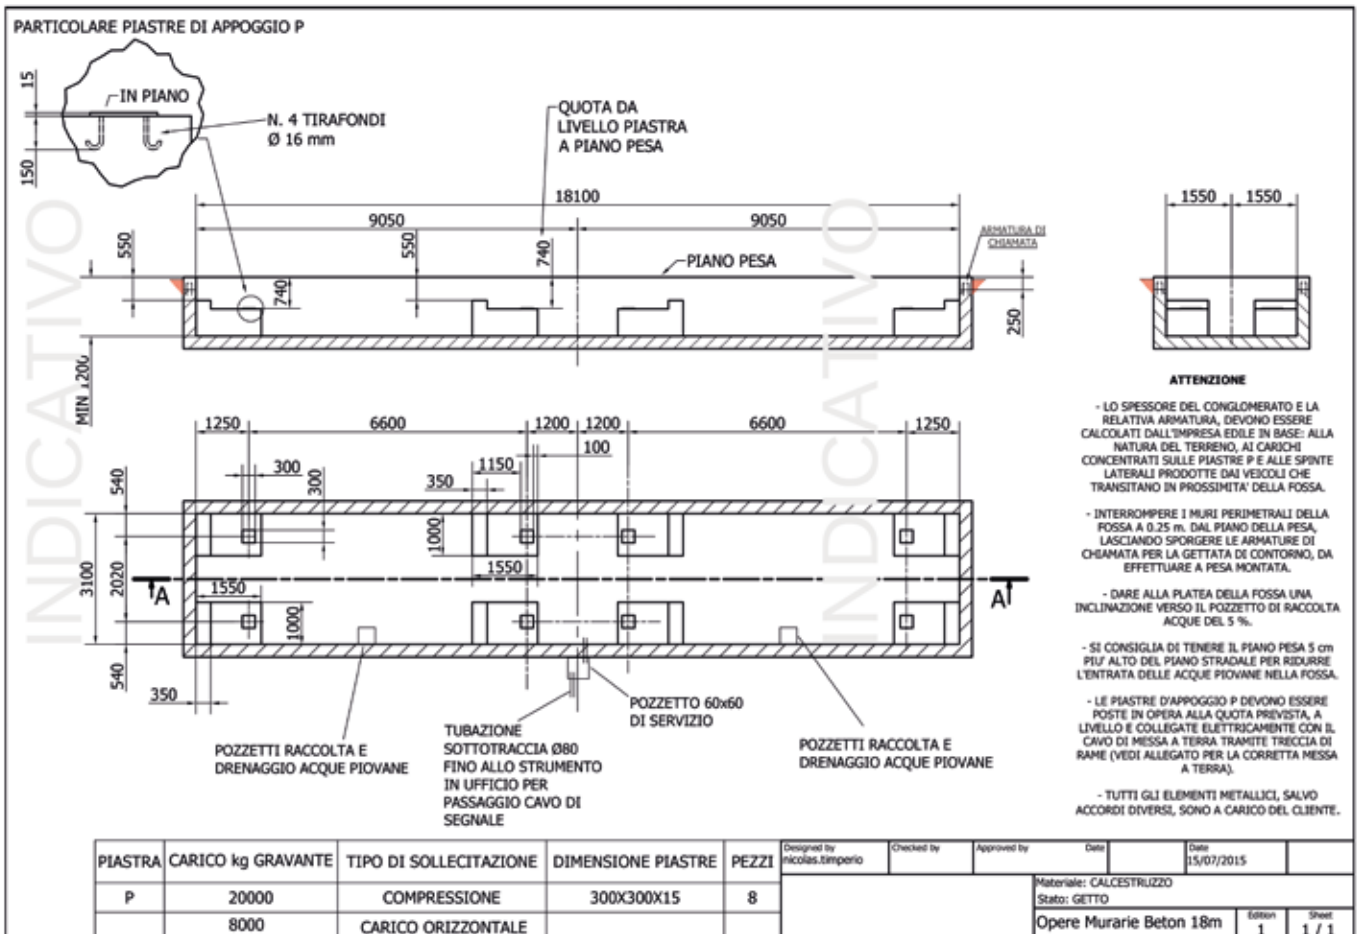 PARTICOLARE PIASTRE DI APPOGGIO P
15
IN PIANO
N. 4 TIRAFONDI
Ø 16 mm
150
QUOTA DA
LIVELLO PIASTRA
A PIANO PESA
18100
9050
9050
550
550
740
740
PIANO PESA
ARMATURA DI
CHIAMATA
250
MIN 1200
1550
1550
INDICATIVO
INDICATIVO
1250
6600
1200
1200
6600
1250
100
1150
350
300
300
540
3100
2020
540
1000
1550
1550
1000
350
A
A
POZZETTO 60x60
DI SERVIZIO
TUBAZIONE
SOTTOTRACCIA Ø80
FINO ALLO STRUMENTO
IN UFFICIO PER
PASSAGGIO CAVO DI
SEGNALE
POZZETTI RACCOLTA E
DRENAGGIO ACQUE PIOVANE
POZZETTI RACCOLTA E
DRENAGGIO ACQUE PIOVANE
ATTENZIONE
- LO SPESSORE DEL CONGLOMERATO E LA
RELATIVA ARMATURA, DEVONO ESSERE
CALCOLATI DALL'IMPRESA EDILE IN BASE: ALLA
NATURA DEL TERRENO, AI CARICHI
CONCENTRATI SULLE PIASTRE P E ALLE SPINTE
LATERALI PRODOTTE DAI VEICOLI CHE
TRANSITANO IN PROSSIMITA' DELLA FOSSA.
- INTERROMPERE I MURI PERIMETRALI DELLA
FOSSA A 0.25 m. DAL PIANO DELLA PESA,
LASCIANDO SPORGERE LE ARMATURE DI
CHIAMATA PER LA GETTATA DI CONTORNO, DA
EFFETTUARE A PESA MONTATA.
- DARE ALLA PLATEA DELLA FOSSA UNA
INCLINAZIONE VERSO IL POZZETTO DI RACCOLTA
ACQUE DEL 5 %.
- SI CONSIGLIA DI TENERE IL PIANO PESA 5 cm
PIU' ALTO DEL PIANO STRADALE PER RIDURRE
L'ENTRATA DELLE ACQUE PIOVANE NELLA FOSSA.
- LE PIASTRE D'APPOGGIO P DEVONO ESSERE
POSTE IN OPERA ALLA QUOTA PREVISTA, A
LIVELLO E COLLEGATE ELETTRICAMENTE CON IL
CAVO DI MESSA A TERRA TRAMITE TRECCIA DI
RAME (VEDI ALLEGATO PER LA CORRETTA MESSA
A TERRA).
- TUTTI GLI ELEMENTI METALLICI, SALVO
ACCORDI DIVERSI, SONO A CARICO DEL CLIENTE.
PIASTRA CARICO kg GRAVANTE TIPO DI SOLLECITAZIONE DIMENSIONE PIASTRE PEZZI
P 20000 COMPRESSIONE 300X300X15 8
8000 CARICO ORIZZONTALE
Designed by Checked by Approved by Date Date
nicolas.timperio 15/07/2015
Materiale: CALCESTRUZZO
Stato: GETTO
Opere Murarie Beton 18m
Edition
1
Sheet
1 / 1